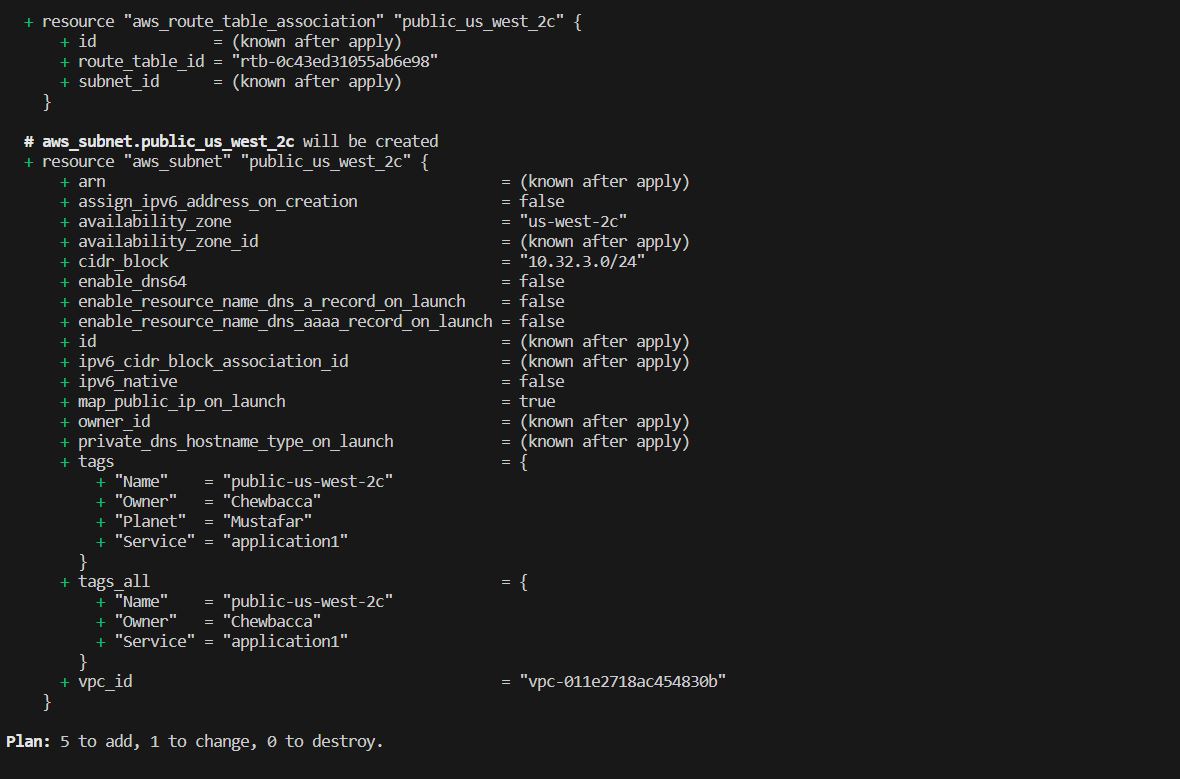 + resource "aws_route_table_association" "public_us_west_2c" {
+ id = (known after apply)
+ route_table_id = "rtb-0c43ed31055ab6e98"
+ subnet_id = (known after apply)
}
# aws_subnet.public_us_west_2c will be created
+ resource "aws_subnet" "public_us_west_2c" {
+ arn = (known after apply)
+ assign_ipv6_address_on_creation = false
+ availability_zone = "us-west-2c"
+ availability_zone_id = (known after apply)
+ cidr_block = "10.32.3.0/24"
+ enable_dns64 = false
+ enable_resource_name_dns_a_record_on_launch = false
+ enable_resource_name_dns_aaaa_record_on_launch = false
+ id = (known after apply)
+ ipv6_cidr_block_association_id = (known after apply)
+ ipv6_native = false
+ map_public_ip_on_launch = true
+ owner_id = (known after apply)
+ private_dns_hostname_type_on_launch = (known after apply)
+ tags = {
+ "Name" = "public-us-west-2c"
+ "Owner" = "Chewbacca"
+ "Planet" = "Mustafar"
+ "Service" = "application1"
}
+ tags_all = {
+ "Name" = "public-us-west-2c"
+ "Owner" = "Chewbacca"
+ "Service" = "application1"
}
+ vpc_id = "vpc-011e2718ac454830b"
}
Plan: 5 to add, 1 to change, 0 to destroy.